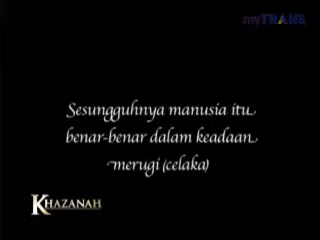 myTRANS
Sesungguhnya manusia itu
benar-benar dalam keadaan
merugi (celaka)
KHAZANAH